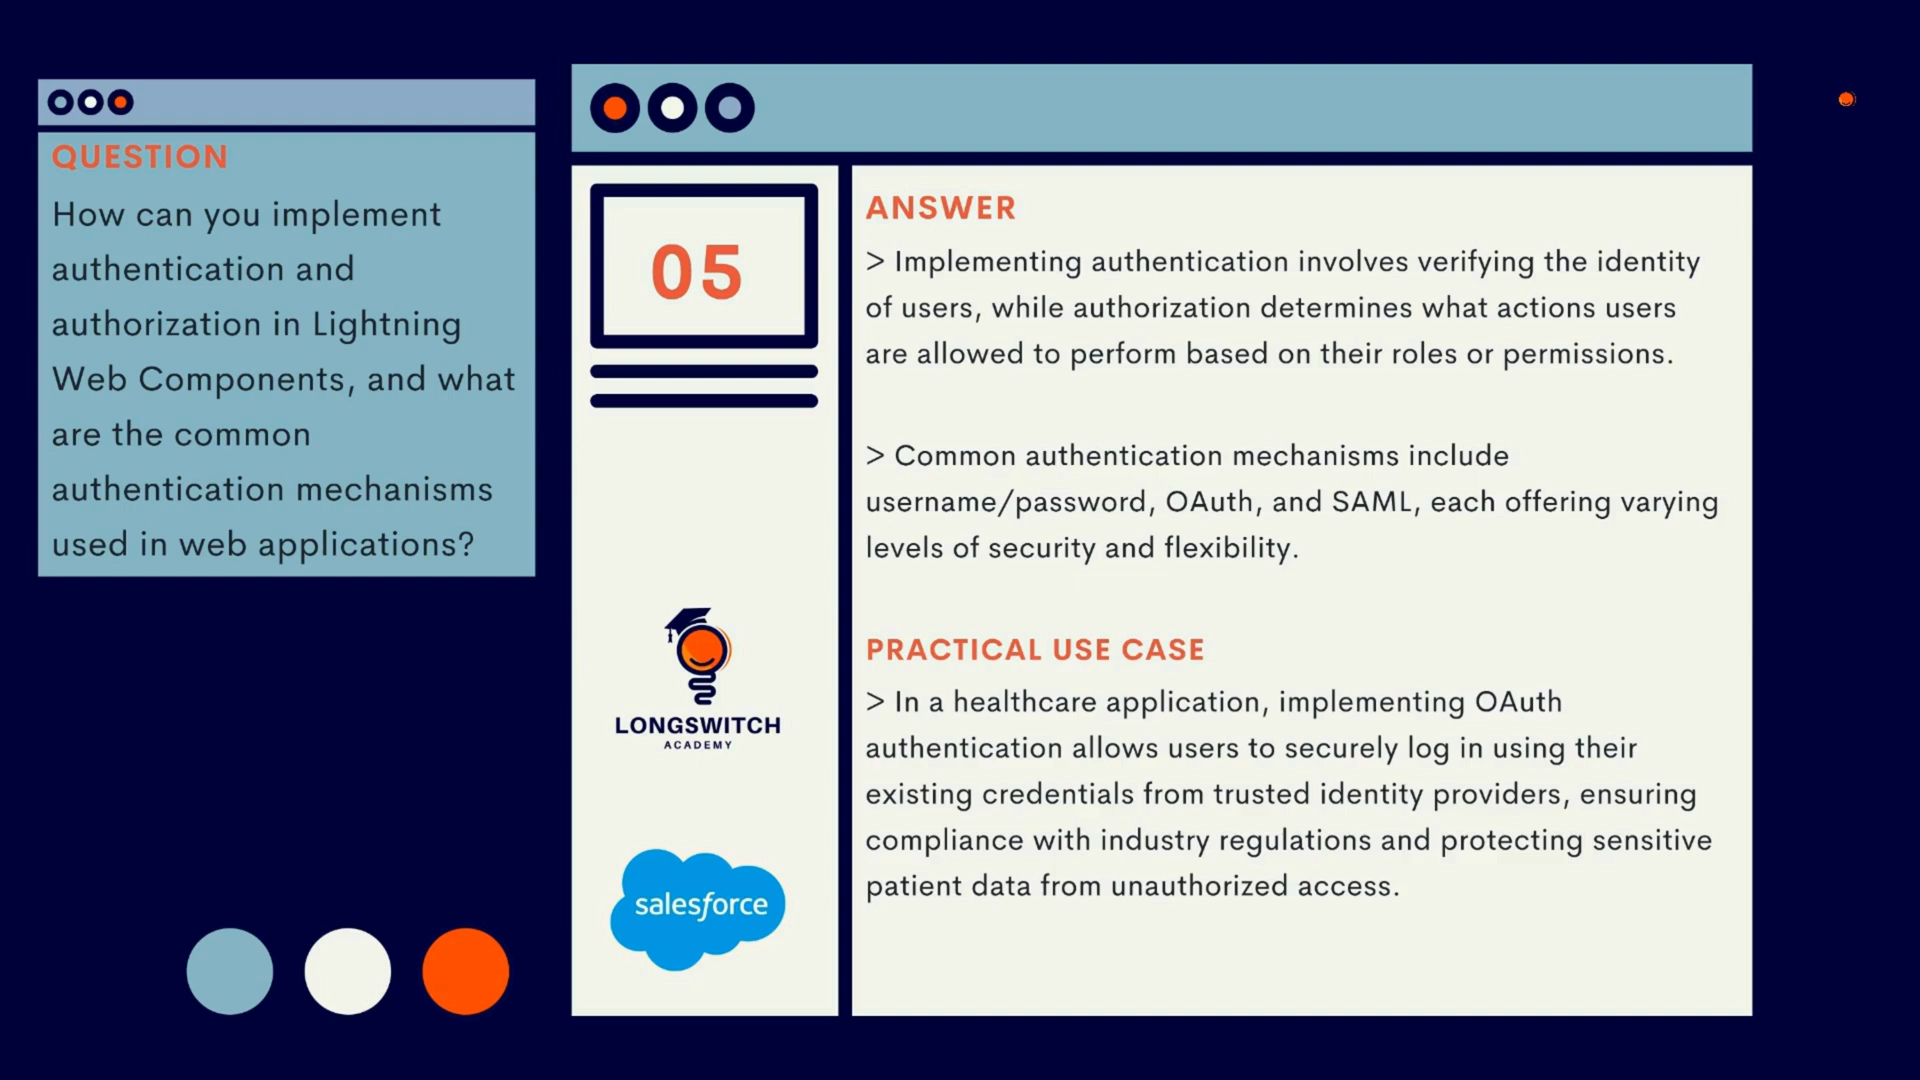 QUESTION
How can you implement
authentication and
authorization in Lightning
Web Components, and what
are the common
authentication mechanisms
used in web applications?
05
LONGSWITCH
ACADEMY
salesforce
ANSWER
> Implementing authentication involves verifying the identity
of users, while authorization determines what actions users
are allowed to perform based on their roles or permissions.
> Common authentication mechanisms include
username/password, OAuth, and SAML, each offering varying
levels of security and flexibility.
PRACTICAL USE CASE
> In a healthcare application, implementing OAuth
authentication allows users to securely log in using their
existing credentials from trusted identity providers, ensuring
compliance with industry regulations and protecting sensitive
patient data from unauthorized access.